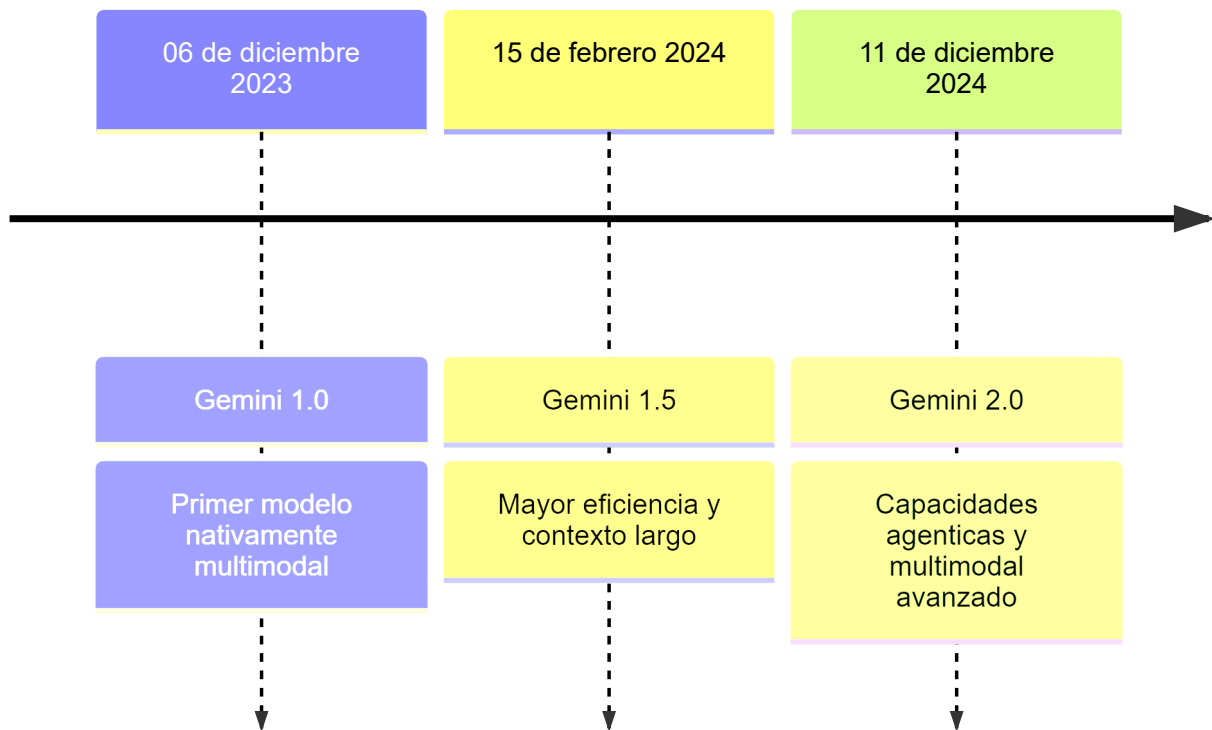 06 de diciembre
2023
15 de febrero 2024
11 de diciembre
2024
Gemini 1.0
Gemini 1.5
Gemini 2.0
Primer modelo
nativamente
multimodal
Mayor eficiencia y
contexto largo
Capacidades
agenticas y
multimodal
avanzado